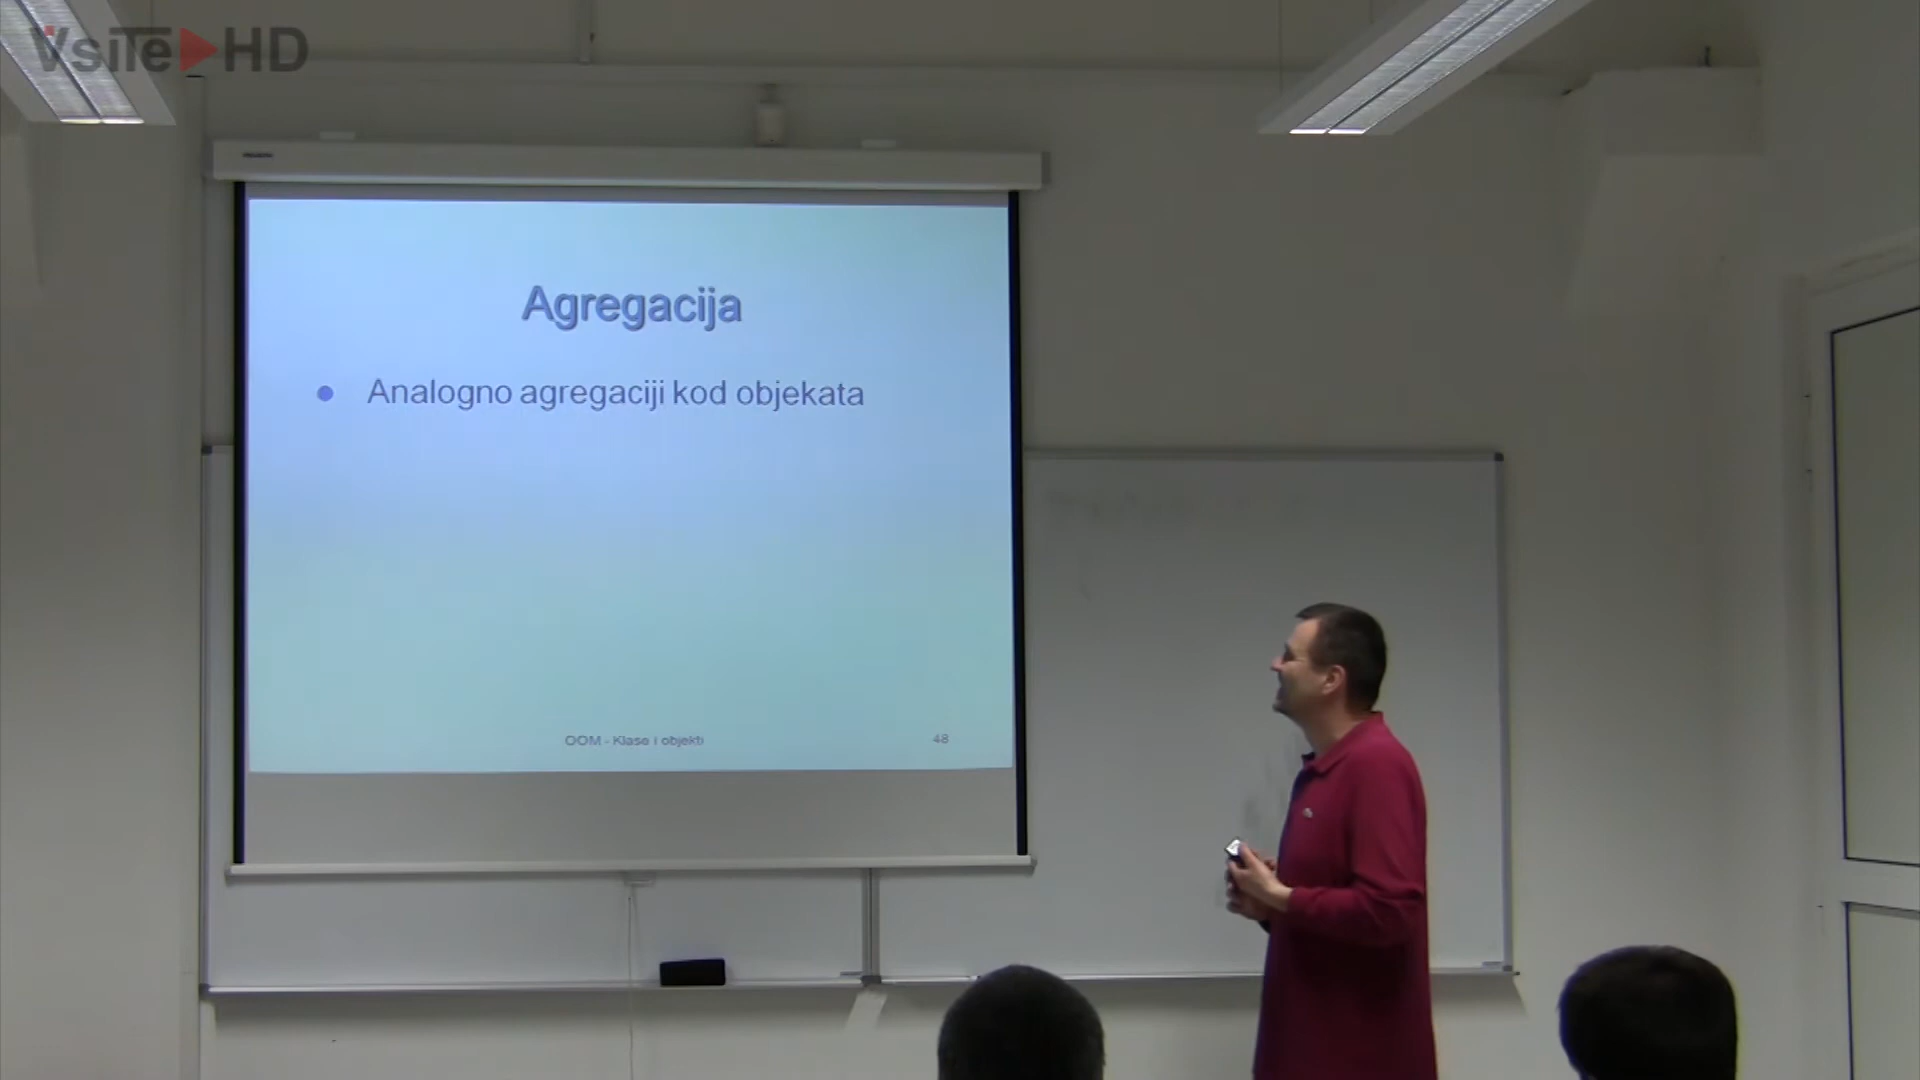 VsiTe HD
Agregacija
Analogno agregaciji kod objekata
OOM - Klase i objekti
48